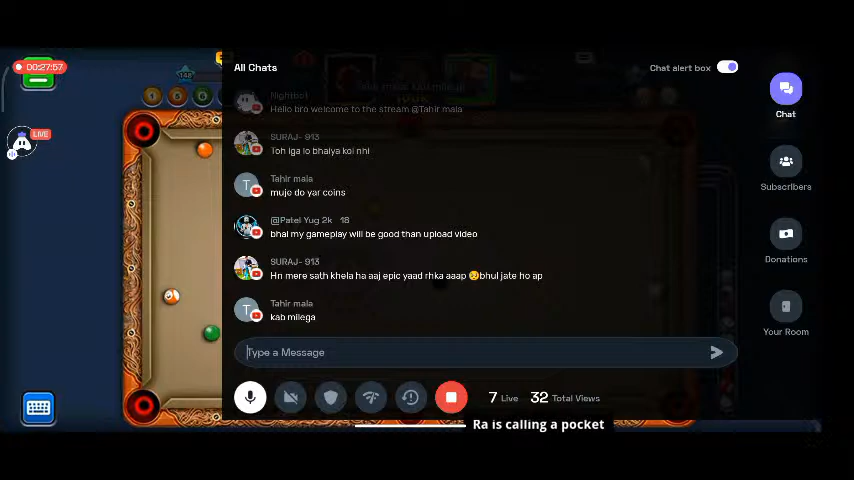 00:27:57
All Chats
Chat alert box
148
Nightbot
Hello bro welcome to the stream @Tahir mala
SURAJ- 913
Toh iga lo bhaiya koi nhi
Tahir mala
muje do yar coins
@Patel Yug 2k 18
bhai my gameplay will be good than upload video
SURAJ- 913
Hn mere sath khela ha aaj epic yaad rhka aaap 🥺bhul jate ho ap
Tahir mala
kab milega
Type a Message
7 Live 32 Total Views
Chat
Subscribers
Donations
Your Room
LIVE
T
T
Ra is calling a pocket